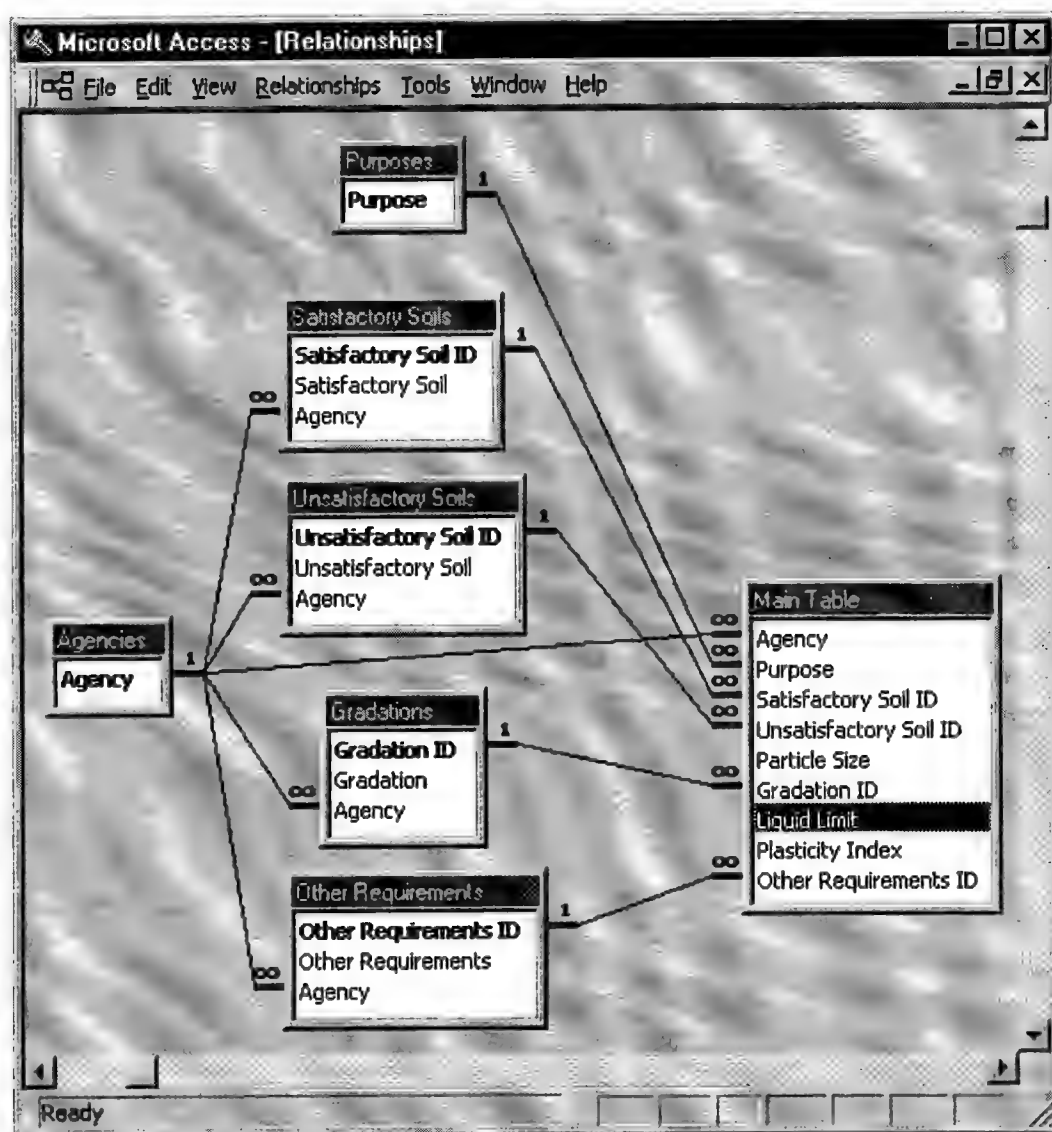 Microsoft Access - [Relationships]
File Edit View Relationships Tools Window Help
Purposes
Purpose
1
Satisfactory Soils
Satisfactory Soil ID
Satisfactory Soil
Agency
1
∞
Unsatisfactory Soils
Unsatisfactory Soil ID
Unsatisfactory Soil
Agency
1
∞
Agencies
Agency
1
Gradations
Gradation ID
Gradation
Agency
1
∞
Other Requirements
Other Requirements ID
Other Requirements
Agency
1
∞
Main Table
Agency
Purpose
Satisfactory Soil ID
Unsatisfactory Soil ID
Particle Size
Gradation ID
Liquid Limit
Plasticity Index
Other Requirements ID
∞
∞
∞
∞
∞
∞
Ready